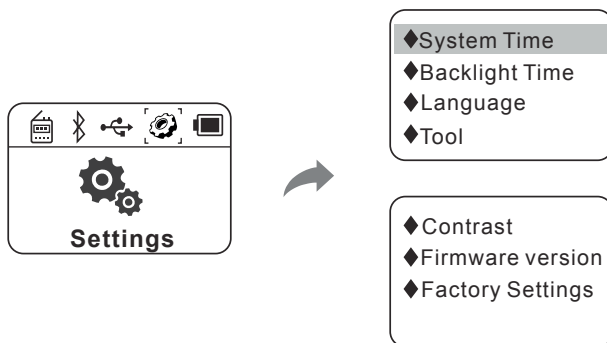 Settings
♦System Time
♦Backlight Time
♦Language
♦Tool
♦Contrast
♦Firmware version
♦Factory Settings